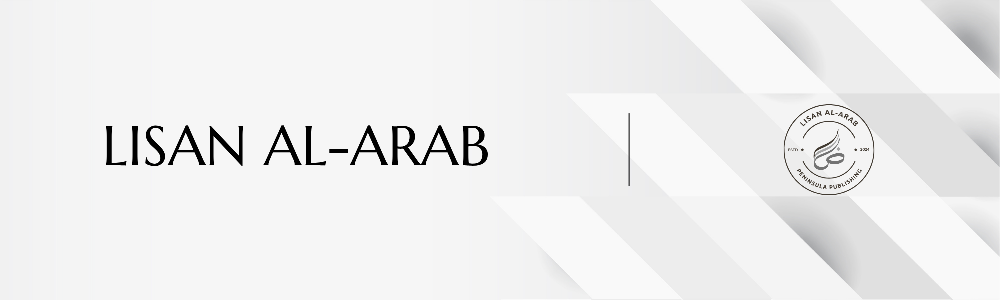 LISAN AL-ARAB
LISAN AL-ARAB
ESTD
ض
2024
PENINSULA PUBLISHING